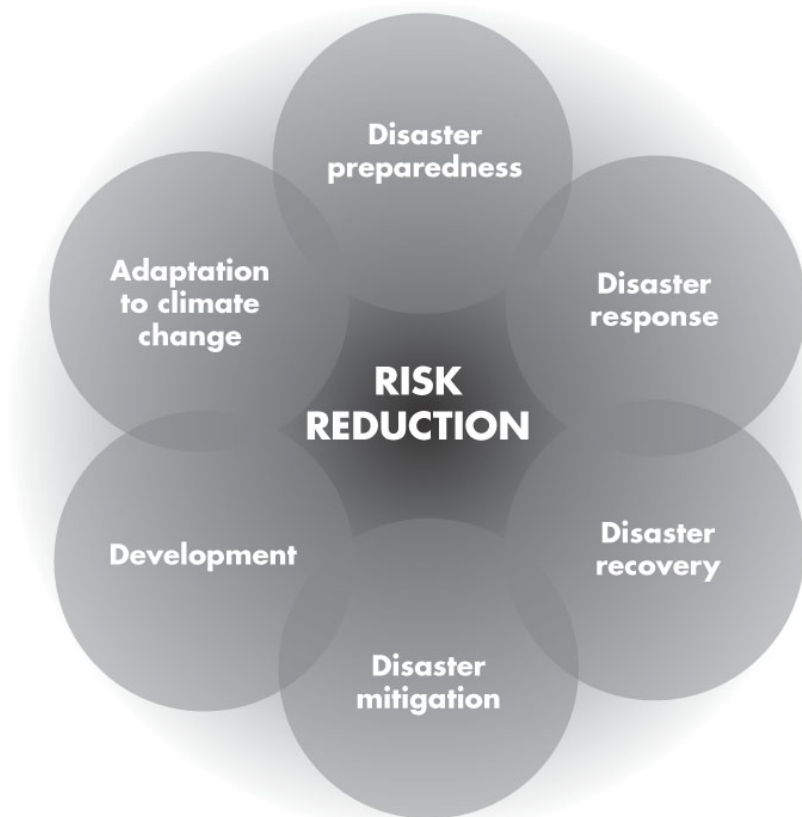 Disaster
preparedness
Adaptation
to climate
change
Disaster
response
RISK
REDUCTION
Development
Disaster
recovery
Disaster
mitigation